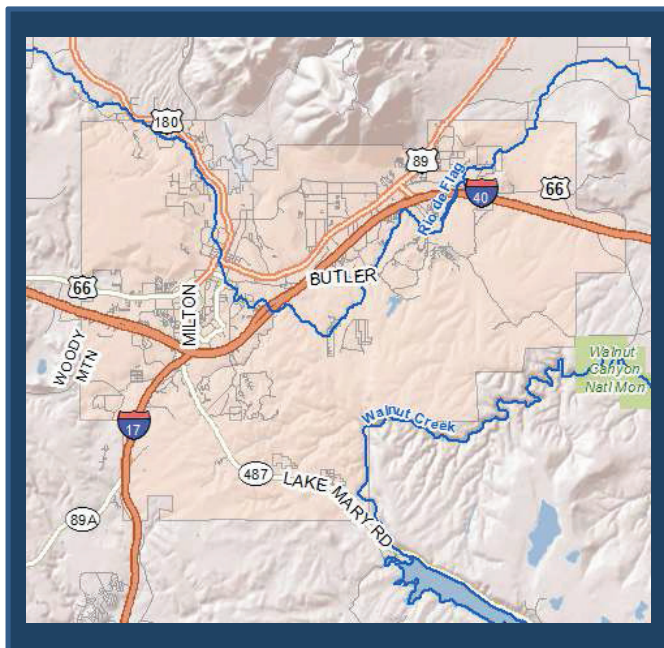 180
89
Rio de Flag
40
66
BUTLER
66
MILTON
WOODY
MTN
Walnut
Canyon
Natl Mon
Walnut Creek
17
487
LAKE MARY RD
89A